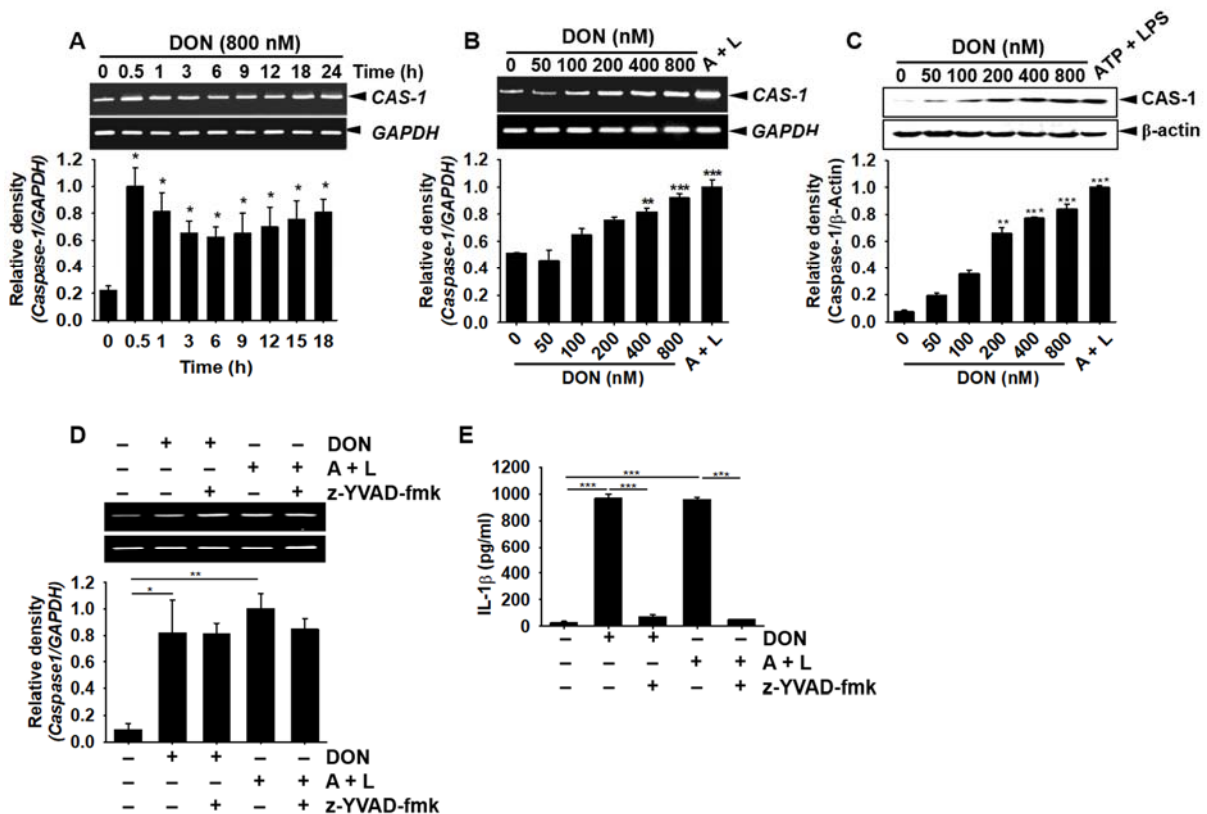 A
DON (800 nM)
0 0.5 1 3 6 9 12 18 24 Time (h)
CAS-1
GAPDH
Relative density
(Caspase-1/GAPDH)
1.2
1.0
0.8
0.6
0.4
0.2
0.0
* * * * * * * *
0 0.5 1 3 6 9 12 15 18
Time (h)
B
DON (nM)
0 50 100 200 400 800 A + L
CAS-1
GAPDH
Relative density
(Caspase-1/GAPDH)
1.2
1.0
0.8
0.6
0.4
0.2
0.0
** *** ***
0 50 100 200 400 800 A + L
DON (nM)
C
DON (nM)
0 50 100 200 400 800 ATP + LPS
CAS-1
β-actin
Relative density
(Caspase-1/β-Actin)
1.2
1.0
0.8
0.6
0.4
0.2
0.0
** *** *** ***
0 50 100 200 400 800 A + L
DON (nM)
D
– + + – – DON
– – – + + A + L
– – + – + z-YVAD-fmk
Relative density
(Caspase1/GAPDH)
1.2
1.0
0.8
0.6
0.4
0.2
0.0
* **
– + + – – DON
– – – + + A + L
– – + – + z-YVAD-fmk
E
IL-1β (pg/ml)
1200
1000
800
600
400
200
0
***
*** *** ***
– + + – – DON
– – – + + A + L
– – + – + z-YVAD-fmk